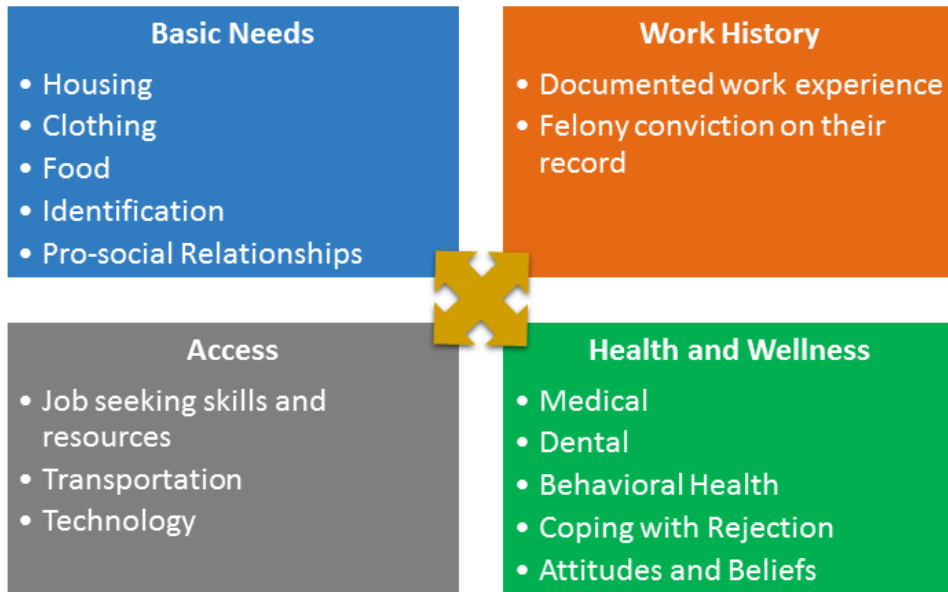 Basic Needs
• Housing
• Clothing
• Food
• Identification
• Pro-social Relationships
Work History
• Documented work experience
• Felony conviction on their
record
Access
• Job seeking skills and
resources
• Transportation
• Technology
Health and Wellness
• Medical
• Dental
• Behavioral Health
• Coping with Rejection
• Attitudes and Beliefs